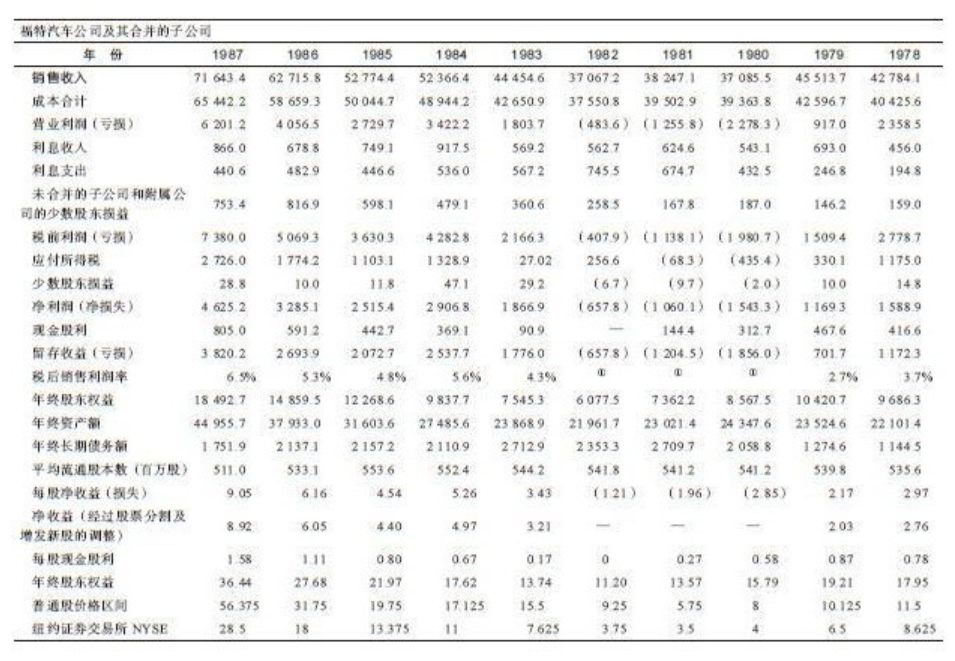 福特汽车公司及其合并的子公司
年 份 1987 1986 1985 1984 1983 1982 1981 1980 1979 1978
销售收入 71 643.4 62 715.8 52 774.4 52 366.4 44 454.6 37 067.2 38 247.1 37 085.5 45 513.7 42 784.1
成本合计 65 442.2 58 659.3 50 044.7 48 944.2 42 650.9 37 550.8 39 502.9 39 363.8 42 596.7 40 425.6
营业利润(亏损) 6 201.2 4 056.5 2 729.7 3 422.2 1 803.7 (483.6) (1 255.8) (2 278.3) 917.0 2 358.5
利息收入 866.0 678.8 749.1 917.5 569.2 562.7 624.6 543.1 693.0 456.0
利息支出 440.6 482.9 446.6 536.0 567.2 745.5 674.7 432.5 246.8 194.8
未合并的子公司和附属公
司的少数股东损益 753.4 816.9 598.1 479.1 360.6 258.5 167.8 187.0 146.2 159.0
税前利润(亏损) 7 380.0 5 069.3 3 630.3 4 282.8 2 166.3 (407.9) (1 138.1) (1 980.7) 1 509.4 2 778.7
应付所得税 2 726.0 1 774.2 1 103.1 1 328.9 27.02 256.6 (68.3) (435.4) 330.1 1 175.0
少数股东损益 28.8 10.0 11.8 47.1 29.2 (6.7) (9.7) (2.0) 10.0 14.8
净利润(净损失) 4 625.2 3 285.1 2 515.4 2 906.8 1 866.9 (657.8) (1 060.1) (1 543.3) 1 169.3 1 588.9
现金股利 805.0 591.2 442.7 369.1 90.9 — 144.4 312.7 467.6 416.6
留存收益(亏损) 3 820.2 2 693.9 2 072.7 2 537.7 1 776.0 (657.8) (1 204.5) (1 856.0) 701.7 1 172.3
税后销售利润率 6.5% 5.3% 4.8% 5.6% 4.3% ① ① ① 2.7% 3.7%
年终股东权益 18 492.7 14 859.5 12 268.6 9 837.7 7 545.3 6 077.5 7 362.2 8 567.5 10 420.7 9 686.3
年终资产额 44 955.7 37 933.0 31 603.6 27 485.6 23 868.9 21 961.7 23 021.4 24 347.6 23 524.6 22 101.4
年终长期债务额 1 751.9 2 137.1 2 157.2 2 110.9 2 712.9 2 353.3 2 709.7 2 058.8 1 274.6 1 144.5
平均流通股本数(百万股) 511.0 533.1 553.6 552.4 544.2 541.8 541.2 541.2 539.8 535.6
每股净收益(损失) 9.05 6.16 4.54 5.26 3.43 (1.21) (1.96) (2.85) 2.17 2.97
净收益(经过股票分割及
增发新股的调整) 8.92 6.05 4.40 4.97 3.21 — — — 2.03 2.76
每股现金股利 1.58 1.11 0.80 0.67 0.17 0 0.27 0.58 0.87 0.78
年终股东权益 36.44 27.68 21.97 17.62 13.74 11.20 13.57 15.79 19.21 17.95
普通股价格区间 56.375 31.75 19.75 17.125 15.5 9.25 5.75 8 10.125 11.5
纽约证券交易所 NYSE 28.5 18 13.375 11 7.625 3.75 3.5 4 6.5 8.625